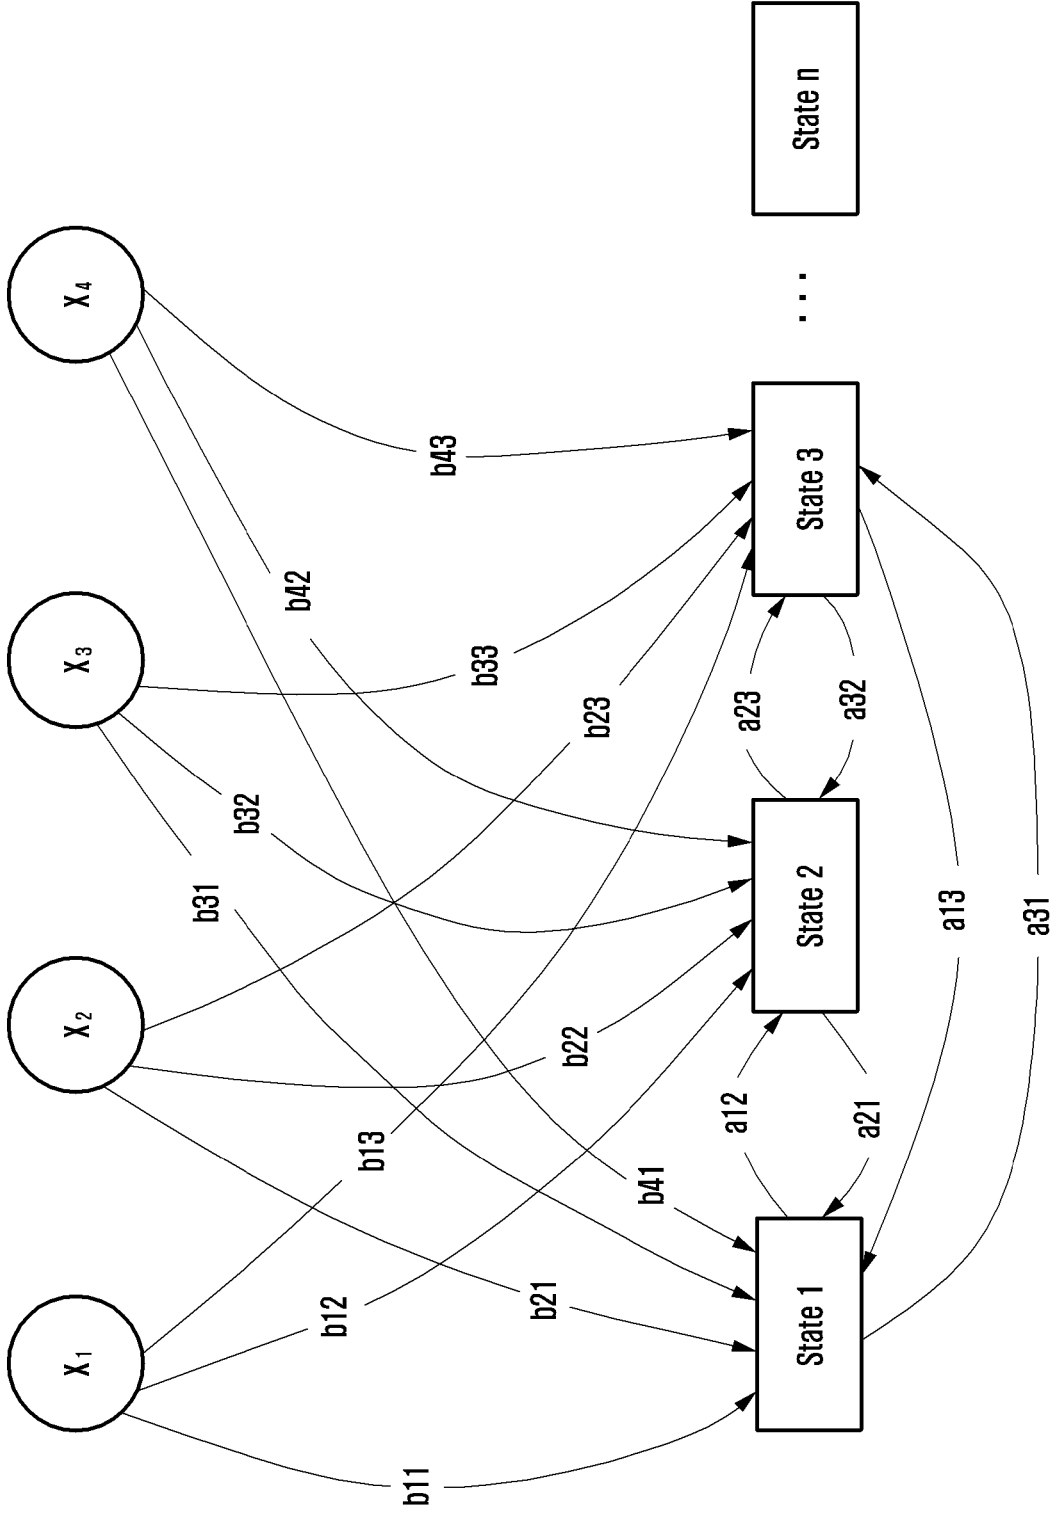 X1
X2
X3
X4
b11
b12
b13
b21
b22
b23
b31
b32
b33
b41
b42
b43
a12
a21
a23
a32
a13
a31
State 1
State 2
State 3
...
State n